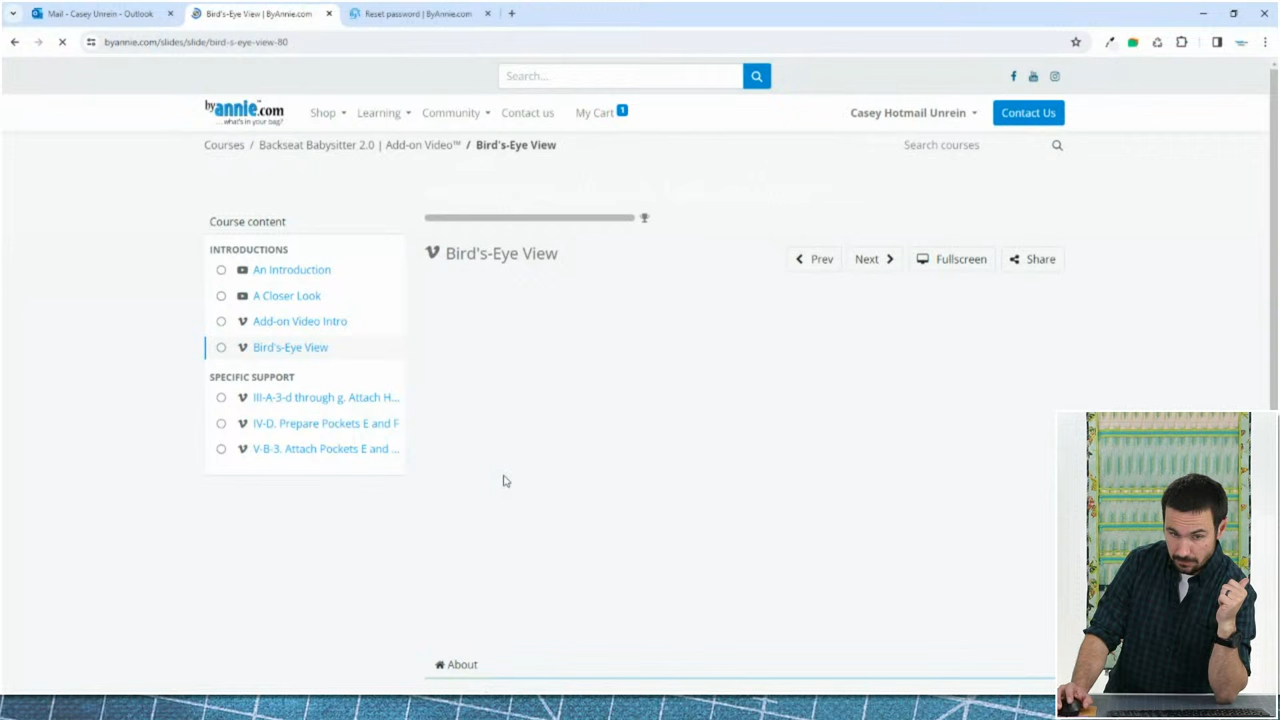 Mail - Casey Unrein - Outlook
Bird's-Eye View | ByAnnie.com
Reset password | ByAnnie.com
byannie.com/slides/slide/bird-s-eye-view-80
Search...
byannie.com
...what's in your bag?
Shop
Learning
Community
Contact us
My Cart 1
Casey Hotmail Unrein
Contact Us
Courses / Backseat Babysitter 2.0 | Add-on Video™ / Bird's-Eye View
Search courses
Course content
INTRODUCTIONS
An Introduction
A Closer Look
Add-on Video Intro
Bird's-Eye View
SPECIFIC SUPPORT
III-A-3-d through g. Attach H...
IV-D. Prepare Pockets E and F
V-B-3. Attach Pockets E and ...
Bird's-Eye View
Prev
Next
Fullscreen
Share
About